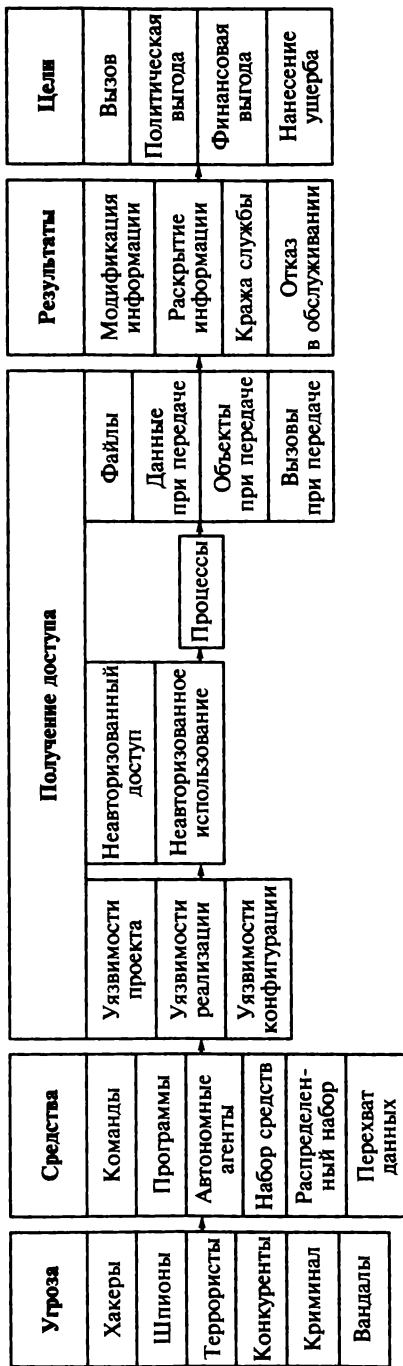 Угроза
Хакеры
Шпионы
Террористы
Конкуренты
Криминал
Вандалы
Средства
Команды
Программы
Автономные
агенты
Набор средств
Распределен-
ный набор
Перехват
данных
Получение доступа
Уязвимости
проекта
Уязвимости
реализации
Уязвимости
конфигурации
Неавторизованный
доступ
Неавторизованное
использование
Процессы
Файлы
Данные
при передаче
Объекты
при передаче
Вызовы
при передаче
Результаты
Модификация
информации
Раскрытие
информации
Кража службы
Отказ
в обслуживании
Цели
Вызов
Политическая
выгода
Финансовая
выгода
Нанесение
ущерба